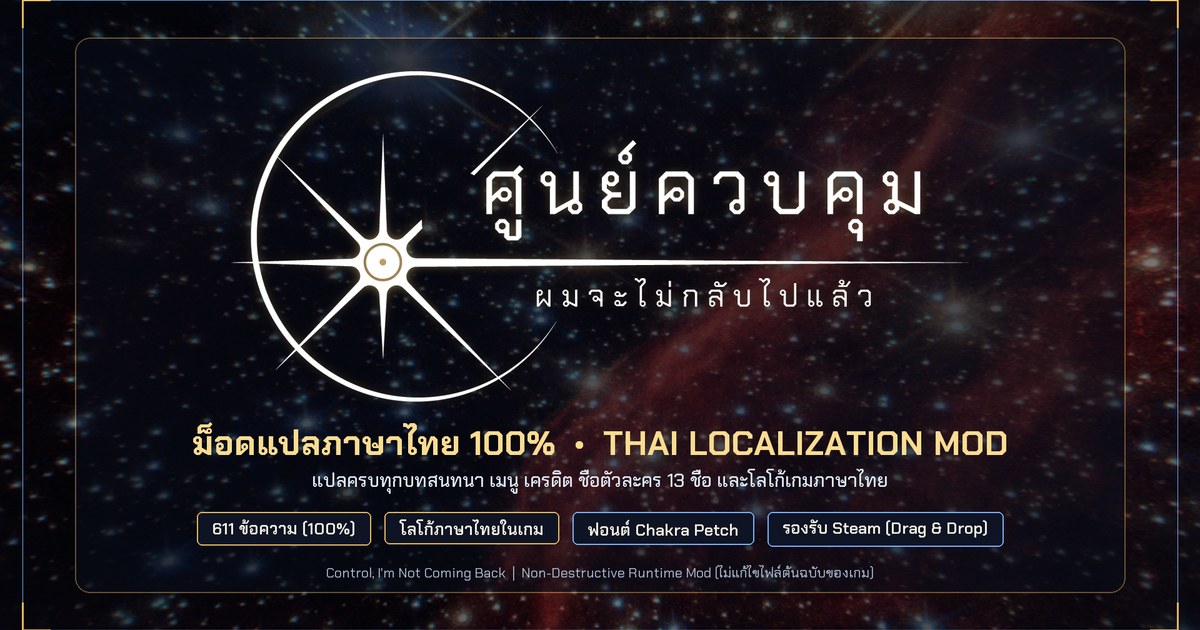 ศูนย์ควบคุม
ผมจะไม่กลับไปแล้ว
ม็อดแปลภาษาไทย 100% • THAI LOCALIZATION MOD
แปลครบทุกบทสนทนา เมนู เครดิต ชื่อตัวละคร 13 ชื่อ และโลโก้เกมภาษาไทย
611 ข้อความ (100%)
โลโก้ภาษาไทยในเกม
ฟอนต์ Chakra Petch
รองรับ Steam (Drag & Drop)
Control, I'm Not Coming Back | Non-Destructive Runtime Mod (ไม่แก้ไขไฟล์ต้นฉบับของเกม)